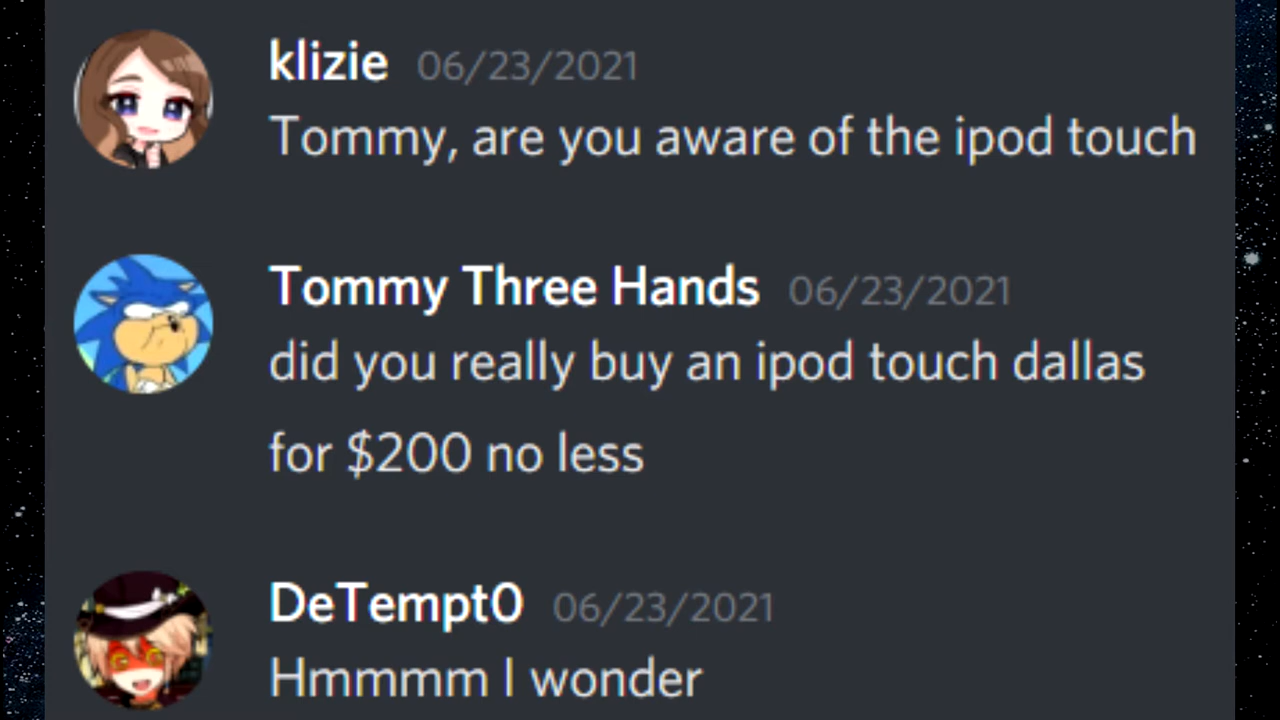 klizie 06/23/2021
Tommy, are you aware of the ipod touch
Tommy Three Hands 06/23/2021
did you really buy an ipod touch dallas
for $200 no less
DeTempt0 06/23/2021
Hmmmm I wonder